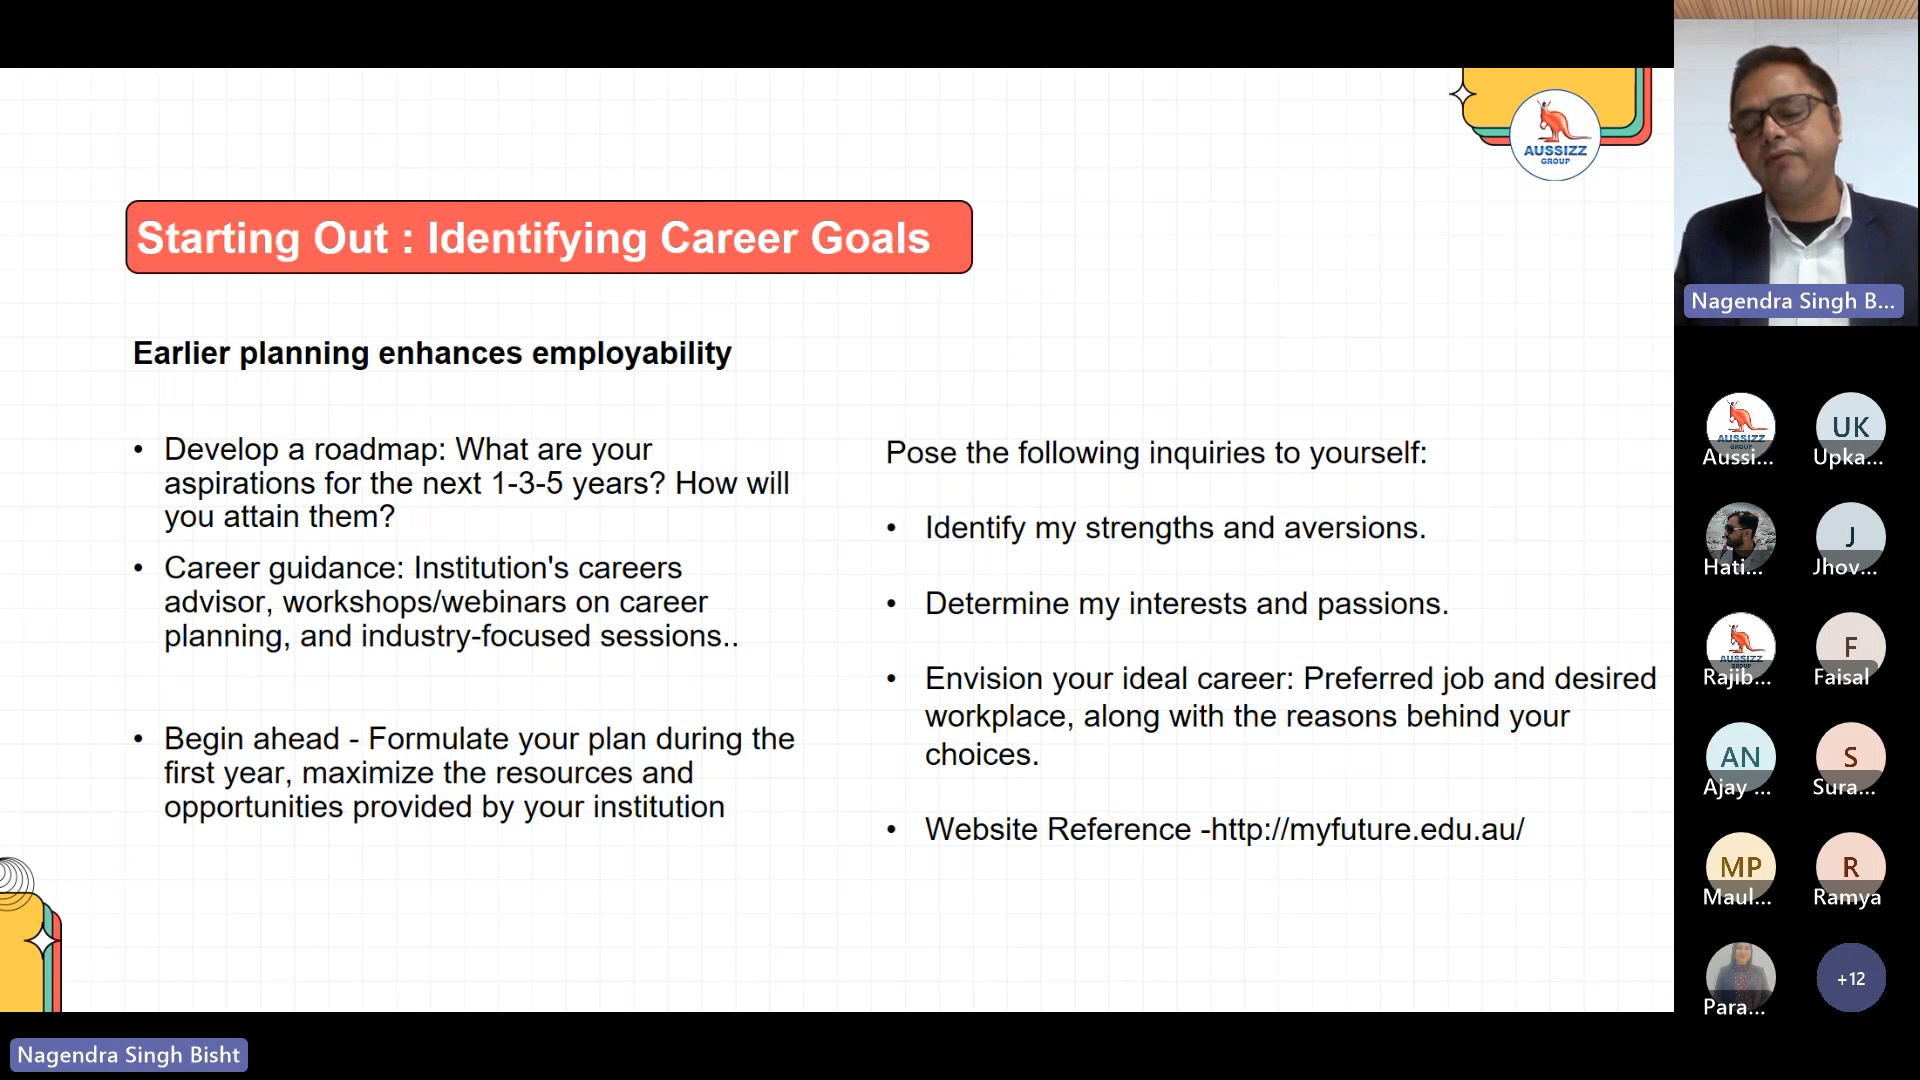 AUSSIZZ
GROUP
Starting Out : Identifying Career Goals
Earlier planning enhances employability
• Develop a roadmap: What are your
aspirations for the next 1-3-5 years? How will
you attain them?
• Career guidance: Institution's careers
advisor, workshops/webinars on career
planning, and industry-focused sessions..
• Begin ahead - Formulate your plan during the
first year, maximize the resources and
opportunities provided by your institution
Pose the following inquiries to yourself:
• Identify my strengths and aversions.
• Determine my interests and passions.
• Envision your ideal career: Preferred job and desired
workplace, along with the reasons behind your
choices.
• Website Reference -http://myfuture.edu.au/
Nagendra Singh B...
AUSSIZZ
GROUP
Aussi...
UK
Upka...
Hati...
J
Jhov...
AUSSIZZ
GROUP
Rajib...
F
Faisal
AN
Ajay ...
S
Sura...
MP
Maul...
R
Ramya
Para...
+12
Nagendra Singh Bisht